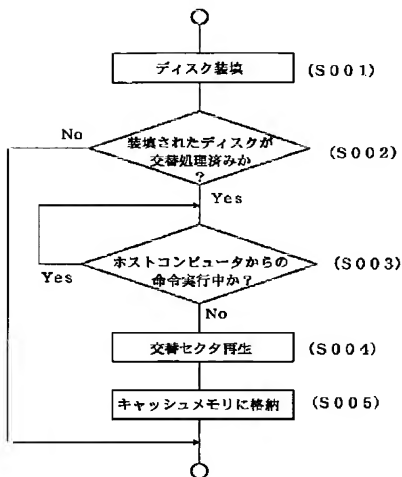 ディスク装填
(S001)
No
装填されたディスクが
交替処理済みか
?
(S002)
Yes
ホストコンピュータからの
命令実行中か?
(S003)
Yes
No
交替セクタ再生
(S004)
キャッシュメモリに格納
(S005)